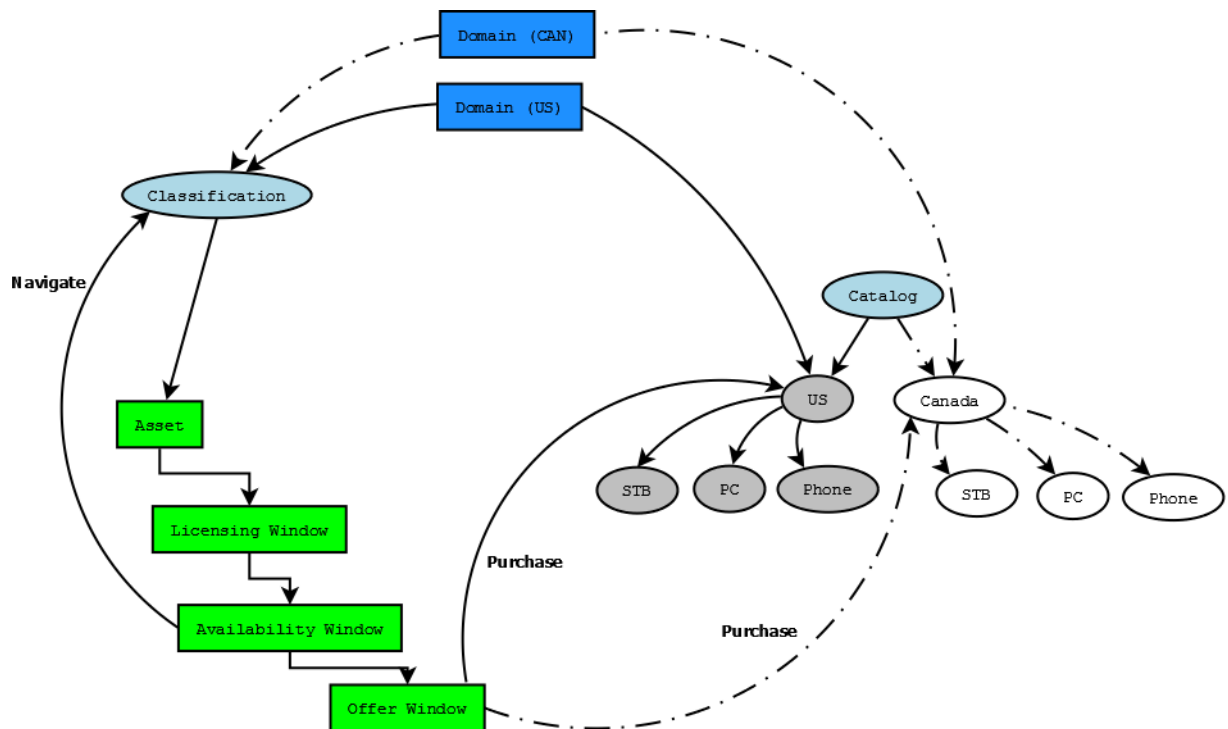 Domain (CAN)
Domain (US)
Classification
Navigate
Catalog
US
Canada
Asset
STB
PC
Phone
STB
PC
Phone
Licensing Window
Purchase
Availability Window
Purchase
Offer Window